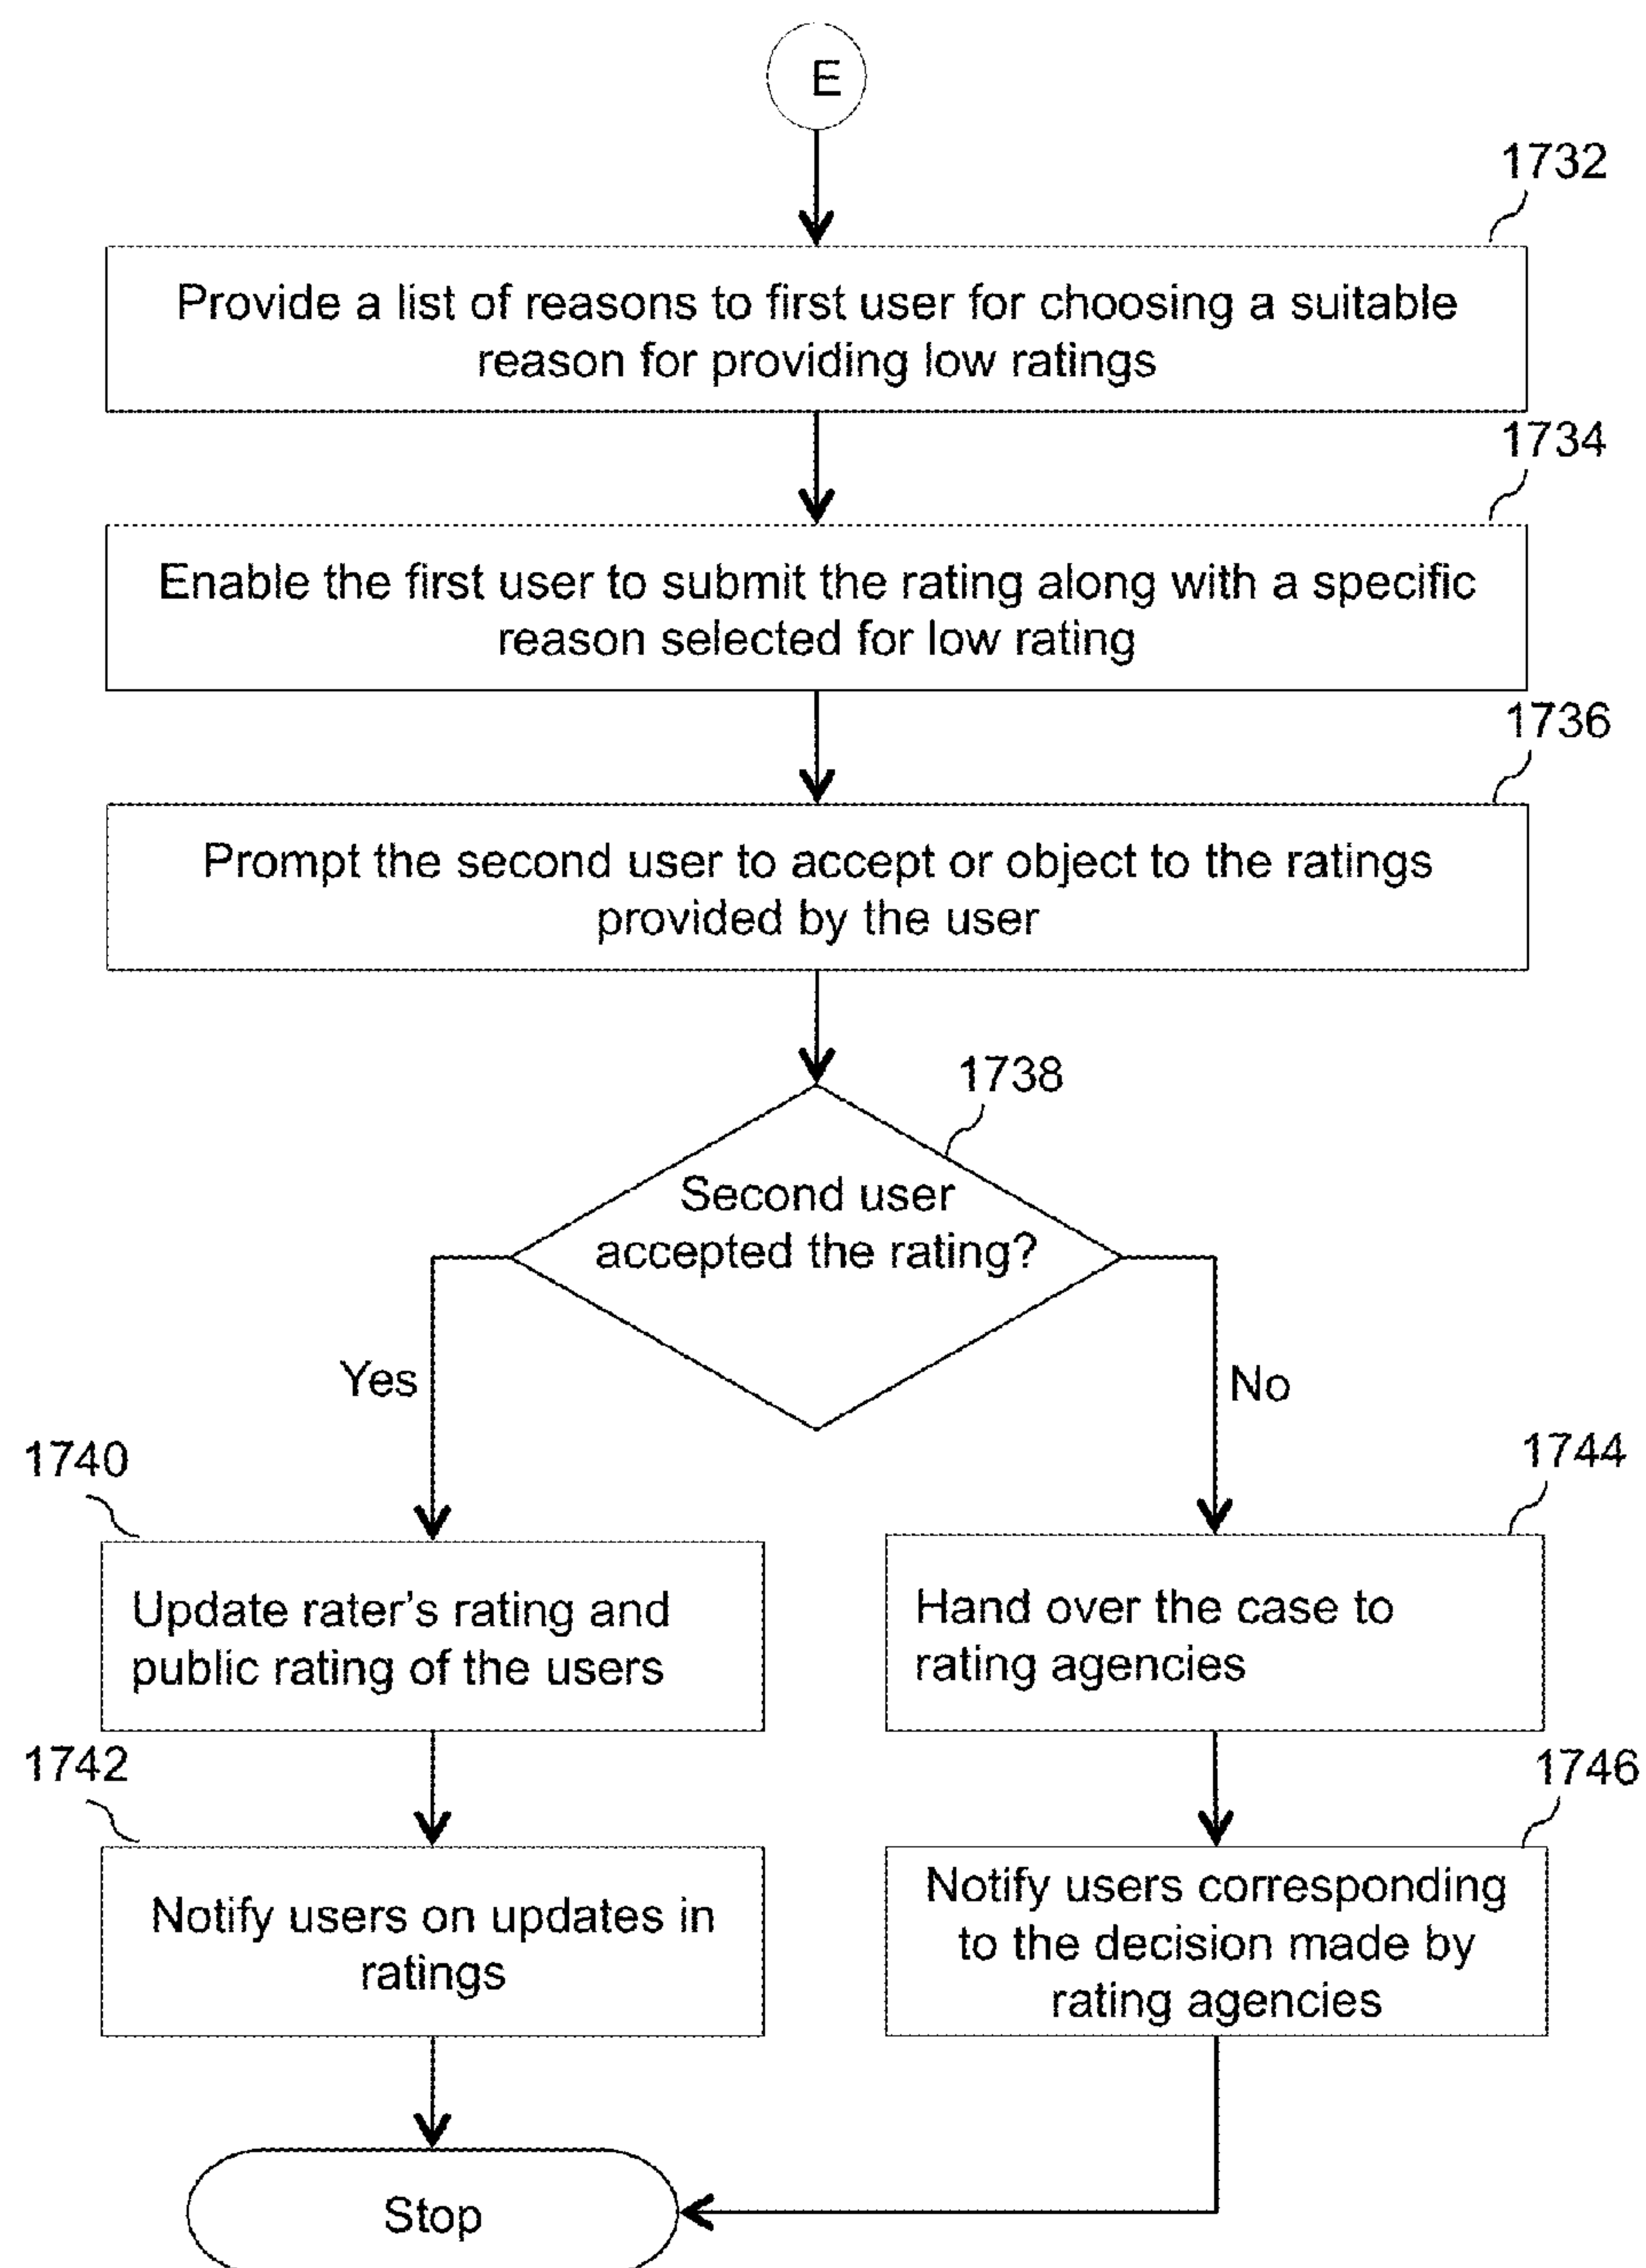 E
1732
Provide a list of reasons to first user for choosing a suitable
reason for providing low ratings
1734
Enable the first user to submit the rating along with a specific
reason selected for low rating
1736
Prompt the second user to accept or object to the ratings
provided by the user
1738
Second user
accepted the rating?
Yes
No
1740
Update rater's rating and
public rating of the users
1744
Hand over the case to
rating agencies
1742
Notify users on updates in
ratings
1746
Notify users corresponding
to the decision made by
rating agencies
Stop